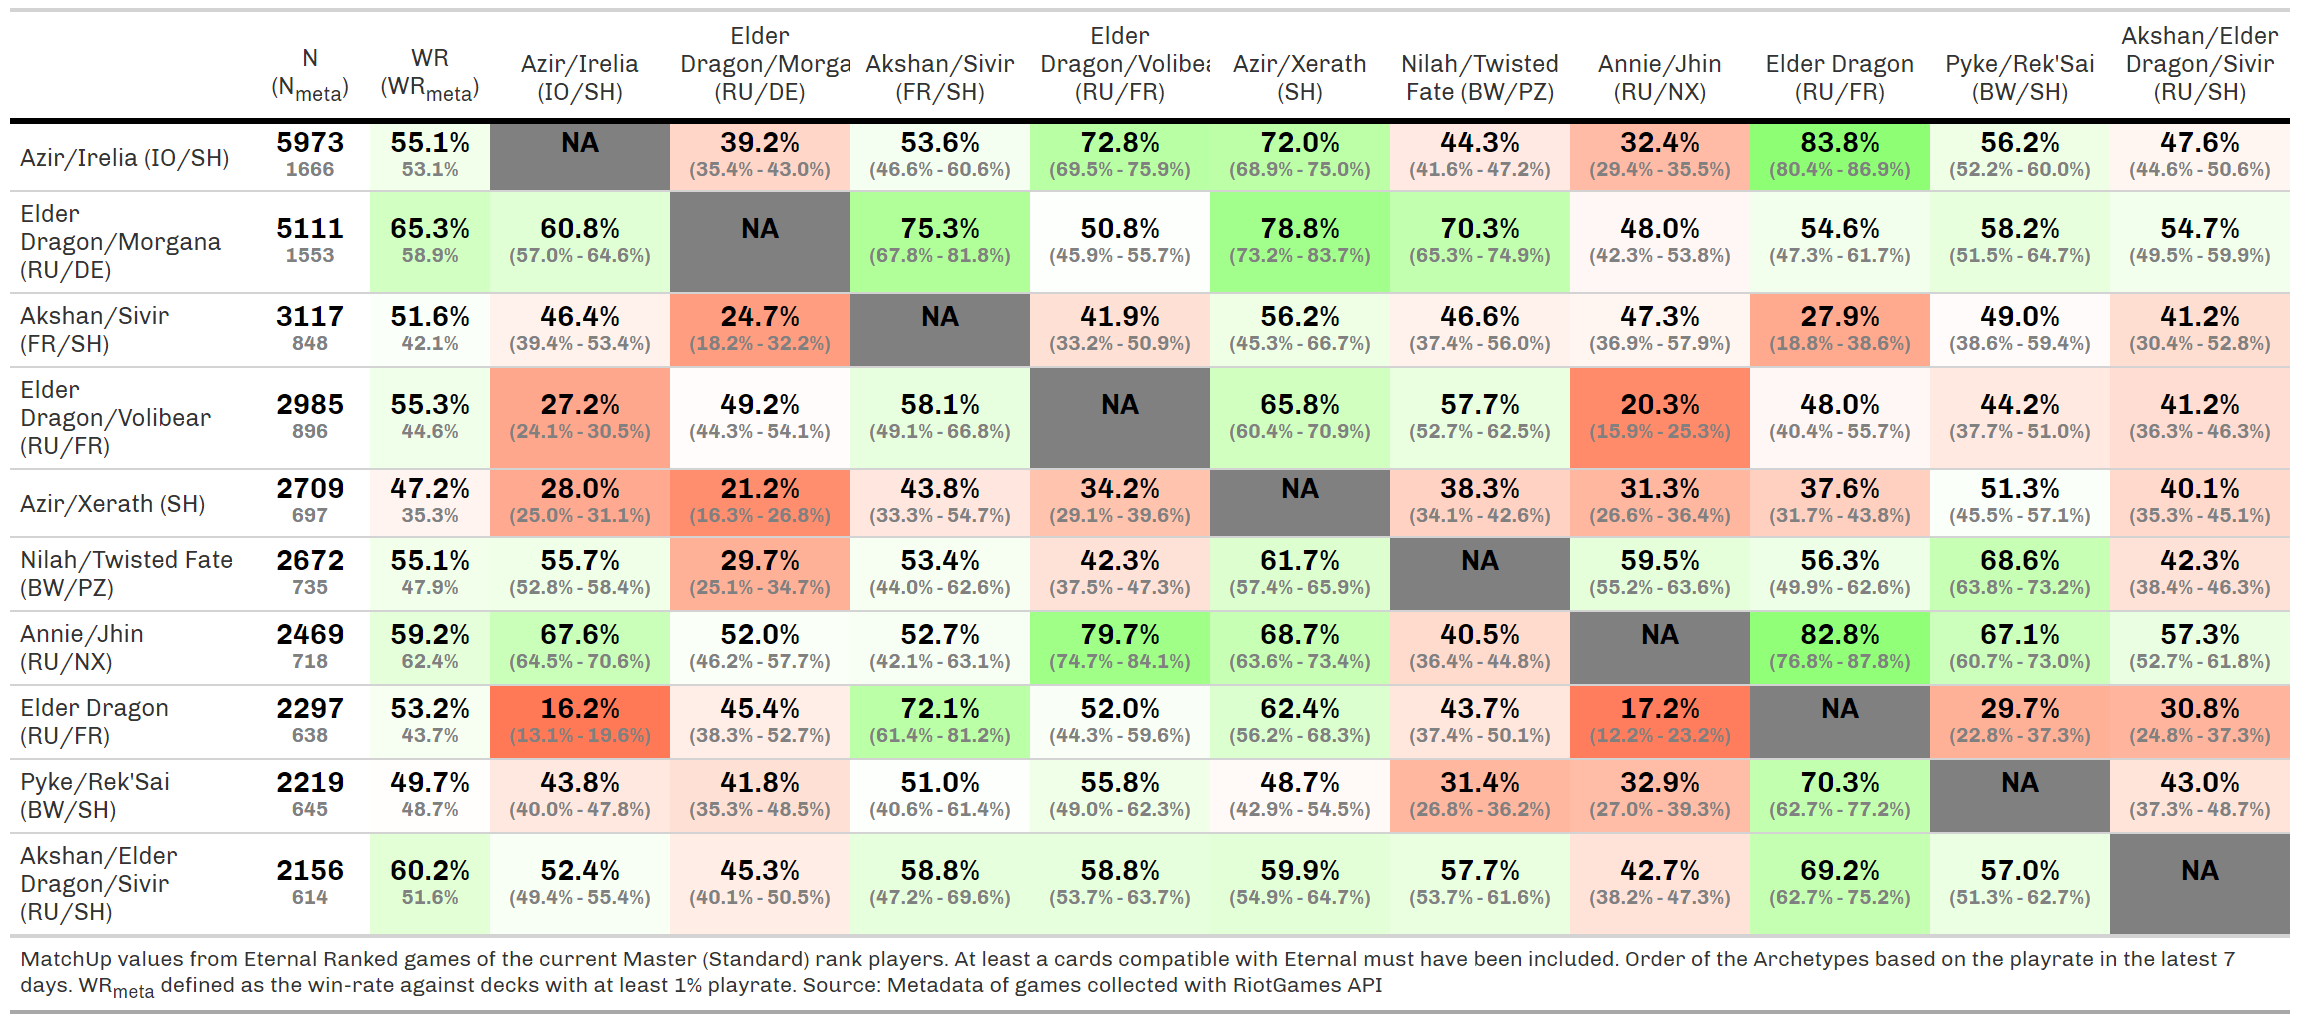 N (N_meta) WR (WR_meta) Azir/Irelia (IO/SH) Elder Dragon/Morga (RU/DE) Akshan/Sivir (FR/SH) Elder Dragon/Volibea (RU/FR) Azir/Xerath (SH) Nilah/Twisted Fate (BW/PZ) Annie/Jhin (RU/NX) Elder Dragon (RU/FR) Pyke/Rek'Sai (BW/SH) Akshan/Elder Dragon/Sivir (RU/SH)
Azir/Irelia (IO/SH) 5973 55.1% NA 39.2% 53.6% 72.8% 72.0% 44.3% 32.4% 83.8% 56.2% 47.6%
1666 53.1% (35.4% - 43.0%) (46.6% - 60.6%) (69.5% - 75.9%) (68.9% - 75.0%) (41.6% - 47.2%) (29.4% - 35.5%) (80.4% - 86.9%) (52.2% - 60.0%) (44.6% - 50.6%)
Elder Dragon/Morgana (RU/DE) 5111 65.3% 60.8% NA 75.3% 50.8% 78.8% 70.3% 48.0% 54.6% 58.2% 54.7%
1553 58.9% (57.0% - 64.6%) (67.8% - 81.8%) (45.9% - 55.7%) (73.2% - 83.7%) (65.3% - 74.9%) (42.3% - 53.8%) (47.3% - 61.7%) (51.5% - 64.7%) (49.5% - 59.9%)
Akshan/Sivir (FR/SH) 3117 51.6% 46.4% 24.7% NA 41.9% 56.2% 46.6% 47.3% 27.9% 49.0% 41.2%
848 42.1% (39.4% - 53.4%) (18.2% - 32.2%) (33.2% - 50.9%) (45.3% - 66.7%) (37.4% - 56.0%) (36.9% - 57.9%) (18.8% - 38.6%) (38.6% - 59.4%) (30.4% - 52.8%)
Elder Dragon/Volibear (RU/FR) 2985 55.3% 27.2% 49.2% 58.1% NA 65.8% 57.7% 20.3% 48.0% 44.2% 41.2%
896 44.6% (24.1% - 30.5%) (44.3% - 54.1%) (49.1% - 66.8%) (60.4% - 70.9%) (52.7% - 62.5%) (15.9% - 25.3%) (40.4% - 55.7%) (37.7% - 51.0%) (36.3% - 46.3%)
Azir/Xerath (SH) 2709 47.2% 28.0% 21.2% 43.8% 34.2% NA 38.3% 31.3% 37.6% 51.3% 40.1%
697 35.3% (25.0% - 31.1%) (16.3% - 26.8%) (33.3% - 54.7%) (29.1% - 39.6%) (34.1% - 42.6%) (26.6% - 36.4%) (31.7% - 43.8%) (45.5% - 57.1%) (35.3% - 45.1%)
Nilah/Twisted Fate (BW/PZ) 2672 55.1% 55.7% 29.7% 53.4% 42.3% 61.7% NA 59.5% 56.3% 68.6% 42.3%
735 47.9% (52.8% - 58.4%) (25.1% - 34.7%) (44.0% - 62.6%) (37.5% - 47.3%) (57.4% - 65.9%) (55.2% - 63.6%) (49.9% - 62.6%) (63.8% - 73.2%) (38.4% - 46.3%)
Annie/Jhin (RU/NX) 2469 59.2% 67.6% 52.0% 52.7% 79.7% 68.7% 40.5% NA 82.8% 67.1% 57.3%
718 62.4% (64.5% - 70.6%) (46.2% - 57.7%) (42.1% - 63.1%) (74.7% - 84.1%) (63.6% - 73.4%) (36.4% - 44.8%) (76.8% - 87.8%) (60.7% - 73.0%) (52.7% - 61.8%)
Elder Dragon (RU/FR) 2297 53.2% 16.2% 45.4% 72.1% 52.0% 62.4% 43.7% 17.2% NA 29.7% 30.8%
638 43.7% (13.1% - 19.6%) (38.3% - 52.7%) (61.4% - 81.2%) (44.3% - 59.6%) (56.2% - 68.3%) (37.4% - 50.1%) (12.2% - 23.2%) (22.8% - 37.3%) (24.8% - 37.3%)
Pyke/Rek'Sai (BW/SH) 2219 49.7% 43.8% 41.8% 51.0% 55.8% 48.7% 31.4% 32.9% 70.3% NA 43.0%
645 48.7% (40.0% - 47.8%) (35.3% - 48.5%) (40.6% - 61.4%) (49.0% - 62.3%) (42.9% - 54.5%) (26.8% - 36.2%) (27.0% - 39.3%) (62.7% - 77.2%) (37.3% - 48.7%)
Akshan/Elder Dragon/Sivir (RU/SH) 2156 60.2% 52.4% 45.3% 58.8% 58.8% 59.9% 57.7% 42.7% 69.2% 57.0% NA
614 51.6% (49.4% - 55.4%) (40.1% - 50.5%) (47.2% - 69.6%) (53.7% - 63.7%) (54.9% - 64.7%) (53.7% - 61.6%) (38.2% - 47.3%) (62.7% - 75.2%) (51.3% - 62.7%)
MatchUp values from Eternal Ranked games of the current Master (Standard) rank players. At least a cards compatible with Eternal must have been included. Order of the Archetypes based on the playrate in the latest 7
days. WR_meta defined as the win-rate against decks with at least 1% playrate. Source: Metadata of games collected with RiotGames API